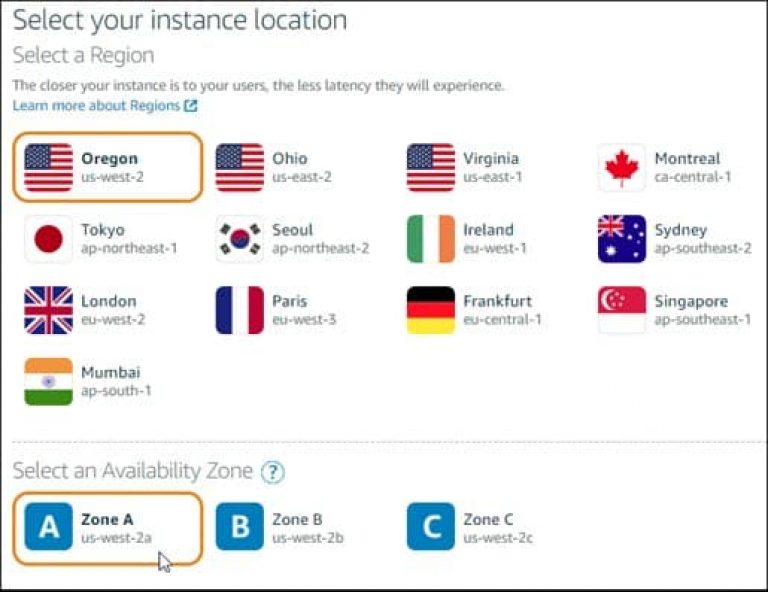 Select your instance location
Select a Region
The closer your instance is to your users, the less latency they will experience.
Learn more about Regions
Oregon
us-west-2
Ohio
us-east-2
Virginia
us-east-1
Montreal
ca-central-1
Tokyo
ap-northeast-1
Seoul
ap-northeast-2
Ireland
eu-west-1
Sydney
ap-southeast-2
London
eu-west-2
Paris
eu-west-3
Frankfurt
eu-central-1
Singapore
ap-southeast-1
Mumbai
ap-south-1
Select an Availability Zone ?
A
Zone A
us-west-2a
B
Zone B
us-west-2b
C
Zone C
us-west-2c